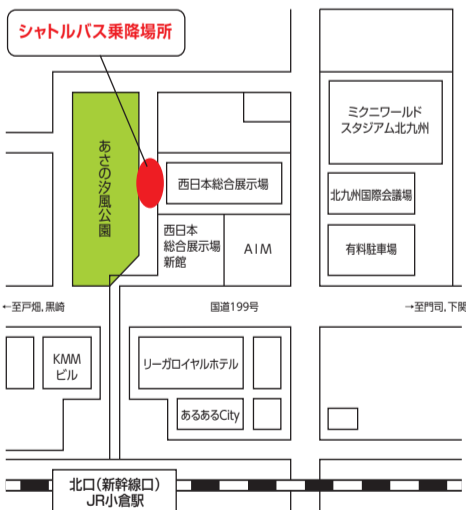 シャトルバス乗降場所
あさの汐風公園
ミクニワールド
スタジアム北九州
西日本総合展示場
北九州国際会議場
西日本
総合展示場
新館
AIM
有料駐車場
←至戸畑,黒崎
国道199号
→至門司,下関
KMM
ビル
リーガロイヤルホテル
あるあるCity
北口(新幹線口)
JR小倉駅